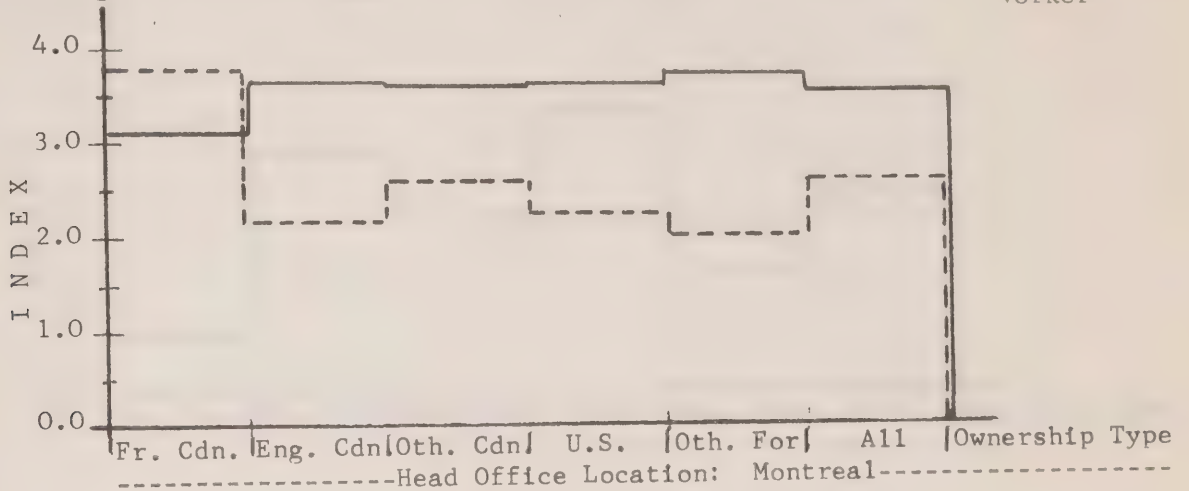 4.0
3.0
2.0
1.0
0.0
INDEX
Fr. Cdn. Eng. Cdn Oth. Cdn U.S. Oth. For All Ownership Type
Head Office Location: Montreal